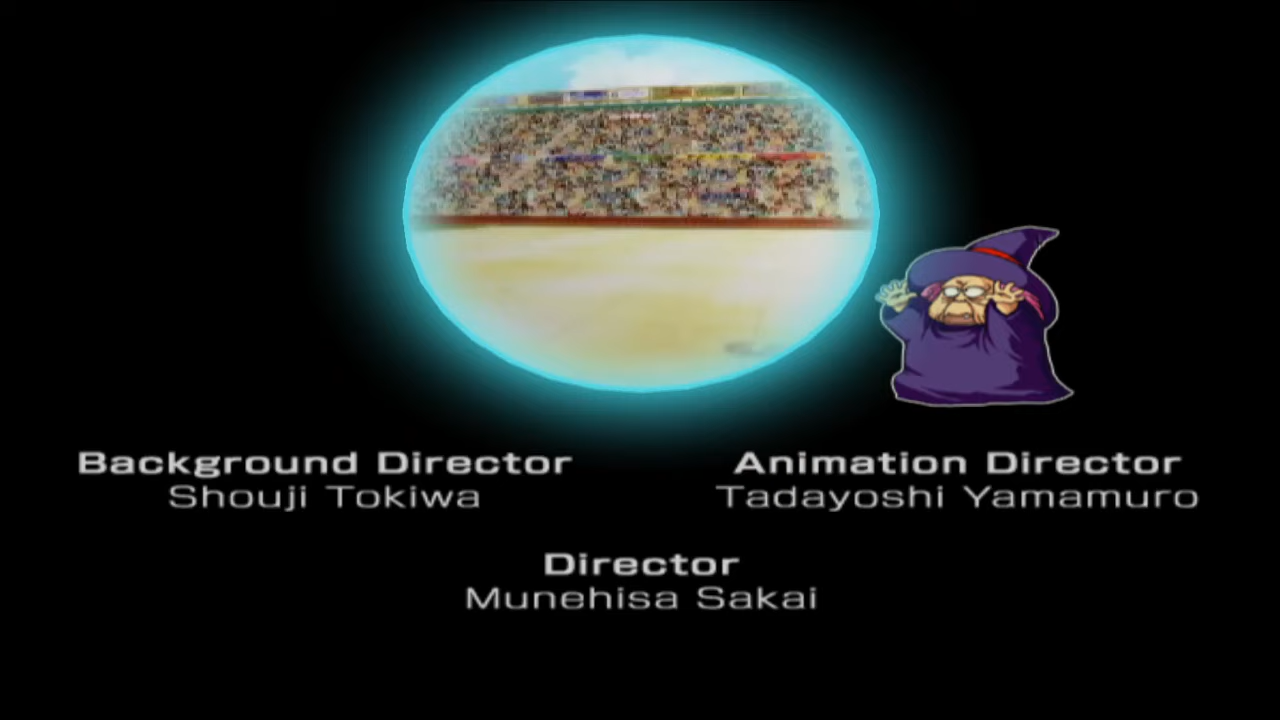 Background Director
Shouji Tokiwa
Animation Director
Tadayoshi Yamamuro
Director
Munehisa Sakai